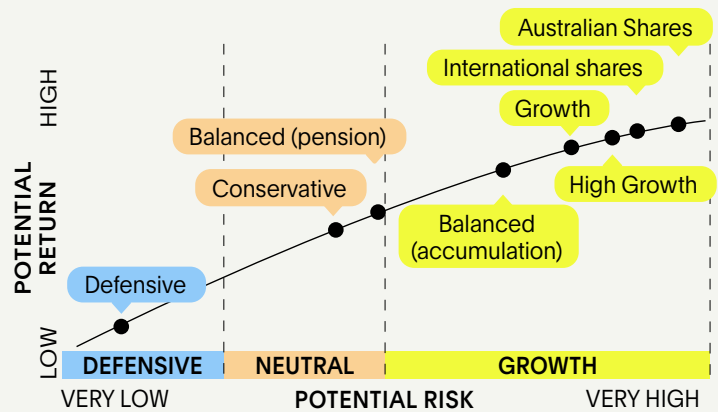 Australian Shares
International shares
Growth
Balanced (pension)
Conservative
High Growth
Balanced
(accumulation)
Defensive
HIGH
POTENTIAL
RETURN
LOW
DEFENSIVE
NEUTRAL
GROWTH
VERY LOW
POTENTIAL RISK
VERY HIGH